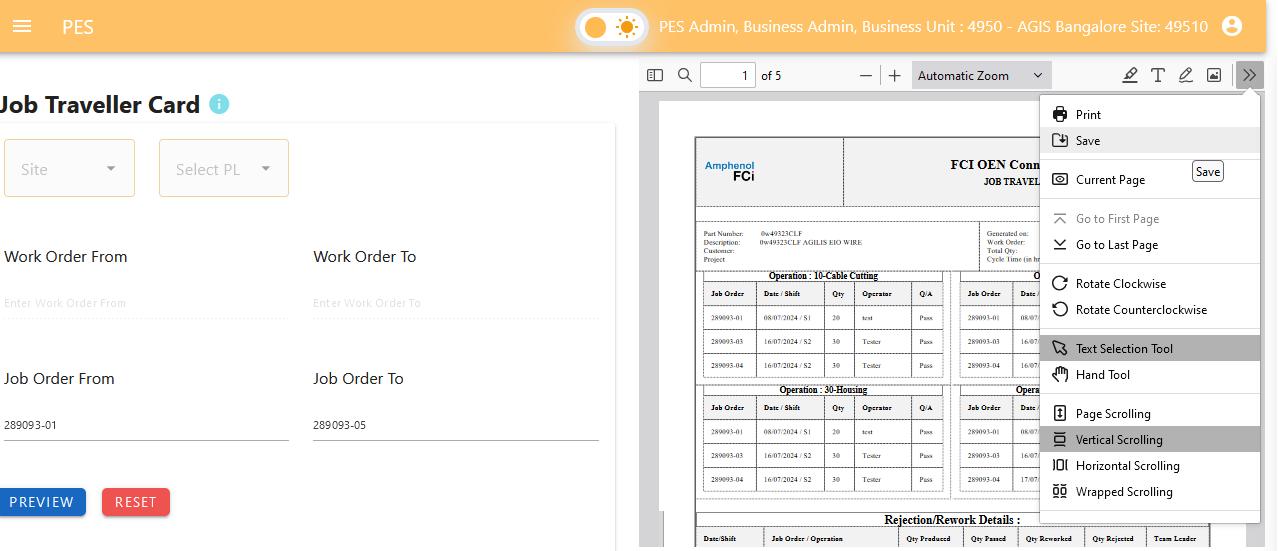 PES
PES Admin, Business Admin, Business Unit : 4950 - AGIS Bangalore Site: 49510
Job Traveller Card
Site
Select PL
Work Order From
Work Order To
Enter Work Order From
Enter Work Order To
Job Order From
Job Order To
289093-01
289093-05
PREVIEW
RESET
1 of 5
Automatic Zoom
Amphenol
FCi
FCI OEN Conn
JOB TRAVEL
Part Number: 0w49323CLF
Description: 0w49323CLF AGILIS EIO WIRE
Customer:
Project
Generated on:
Work Order:
Total Qty:
Cycle Time (in hr
Operation : 10-Cable Cutting
O
Job Order Date / Shift Qty Operator Q/A
289093-01 08/07/2024 / S1 20 test Pass
289093-03 16/07/2024 / S2 30 Tester Pass
289093-04 16/07/2024 / S2 30 Tester Pass
Job Order Date /
289093-01 08/07/
289093-03 16/07/
289093-04 16/07/
Operation : 30-Housing
Opera
Job Order Date / Shift Qty Operator Q/A
289093-01 08/07/2024 / S1 20 test Pass
289093-03 16/07/2024 / S2 30 Tester Pass
289093-04 16/07/2024 / S2 30 Tester Pass
Job Order Date /
289093-01 08/07/
289093-03 16/07/
289093-04 17/07/
Rejection/Rework Details :
Date/Shift Job Order / Operation Qty Produced Qty Passed Qty Reworked Qty Rejected Team Leader
Print
Save
Save
Current Page
Go to First Page
Go to Last Page
Rotate Clockwise
Rotate Counterclockwise
Text Selection Tool
Hand Tool
Page Scrolling
Vertical Scrolling
Horizontal Scrolling
Wrapped Scrolling